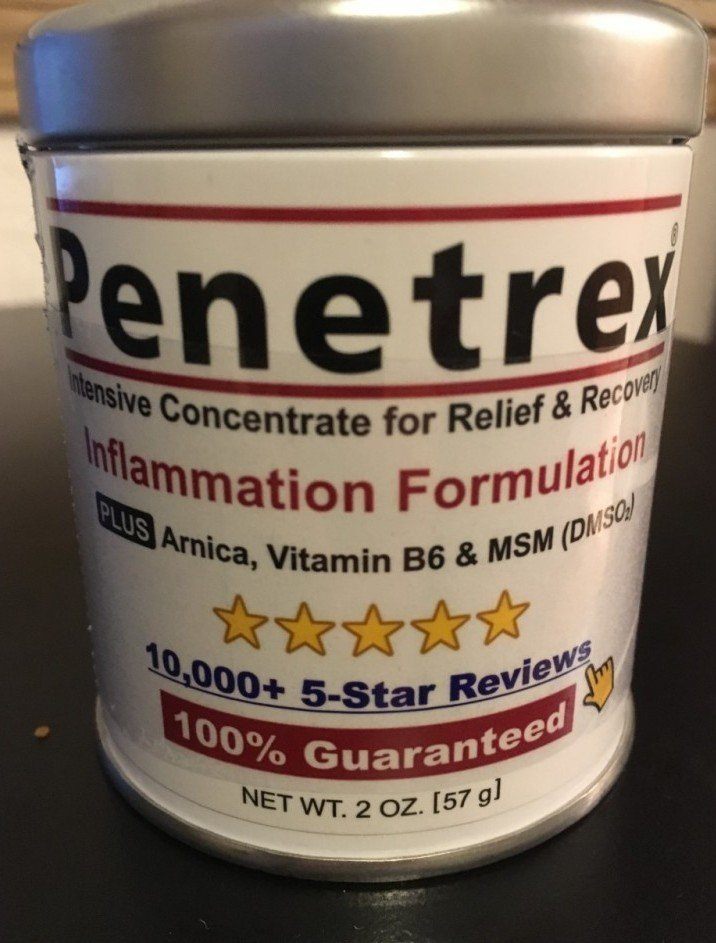 Penetrex®
Intensive Concentrate for Relief & Recovery
Inflammation Formulation
PLUS Arnica, Vitamin B6 & MSM (DMSO₂)
10,000+ 5-Star Reviews
100% Guaranteed
NET WT. 2 OZ. [57 g]